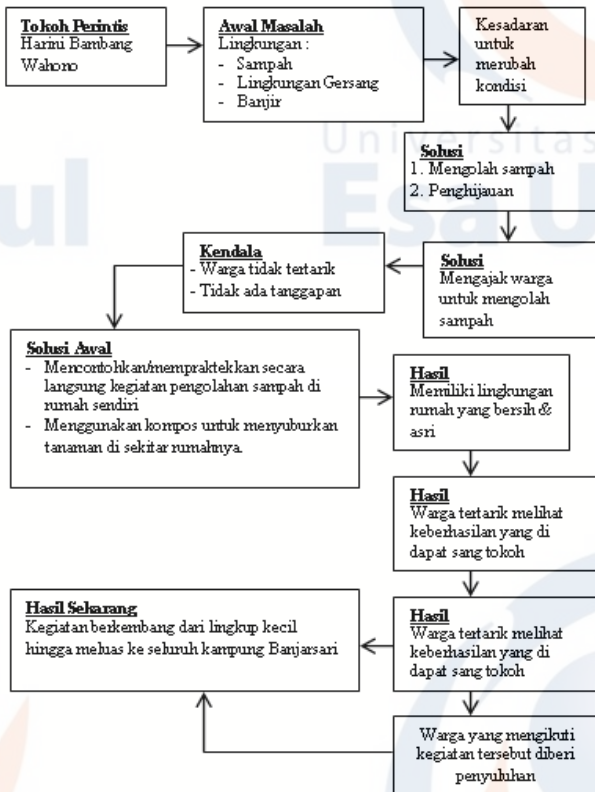 Tokoh Perintis
Harini Bambang
Wahono
Awal Masalah
Lingkungan :
- Sampah
- Lingkungan Gersang
- Banjir
Kesadaran
untuk
merubah
kondisi
Universitas
Esa U
ul
Solusi
1. Mengolah sampah
2. Penghijauan
Solusi
Mengajak warga
untuk mengolah
sampah
Kendala
- Warga tidak tertarik
- Tidak ada tanggapan
Solusi Awal
- Mencontohkan/mempraktekkan secara
langsung kegiatan pengolahan sampah di
rumah sendiri
- Menggunakan kompos untuk menyuburkan
tanaman di sekitar rumahnya.
Hasil
Memiliki lingkungan
rumah yang bersih &
asri
Hasil
Warga tertarik melihat
keberhasilan yang di
dapat sang tokoh
Hasil
Warga tertarik melihat
keberhasilan yang di
dapat sang tokoh
Hasil Sekarang
Kegiatan berkembang dari lingkup kecil
hingga meluas ke seluruh kampung Banjarsari
Warga yang mengikuti
kegiatan tersebut diberi
penyuluhan